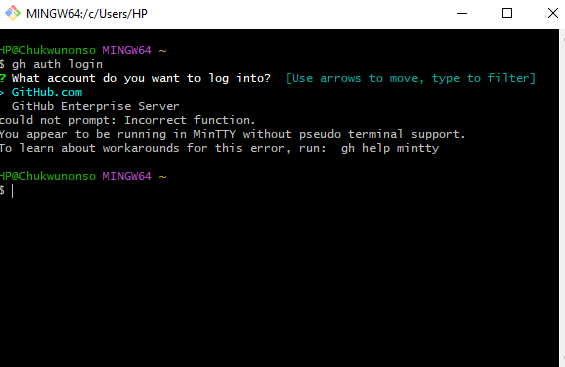 MINGW64:/c/Users/HP
HP@Chukwunonso MINGW64 ~
$ gh auth login
? What account do you want to log into?  [Use arrows to move, type to filter]
> GitHub.com
  GitHub Enterprise Server
could not prompt: Incorrect function.
You appear to be running in MinTTY without pseudo terminal support.
To learn about workarounds for this error, run:  gh help mintty
HP@Chukwunonso MINGW64 ~
$